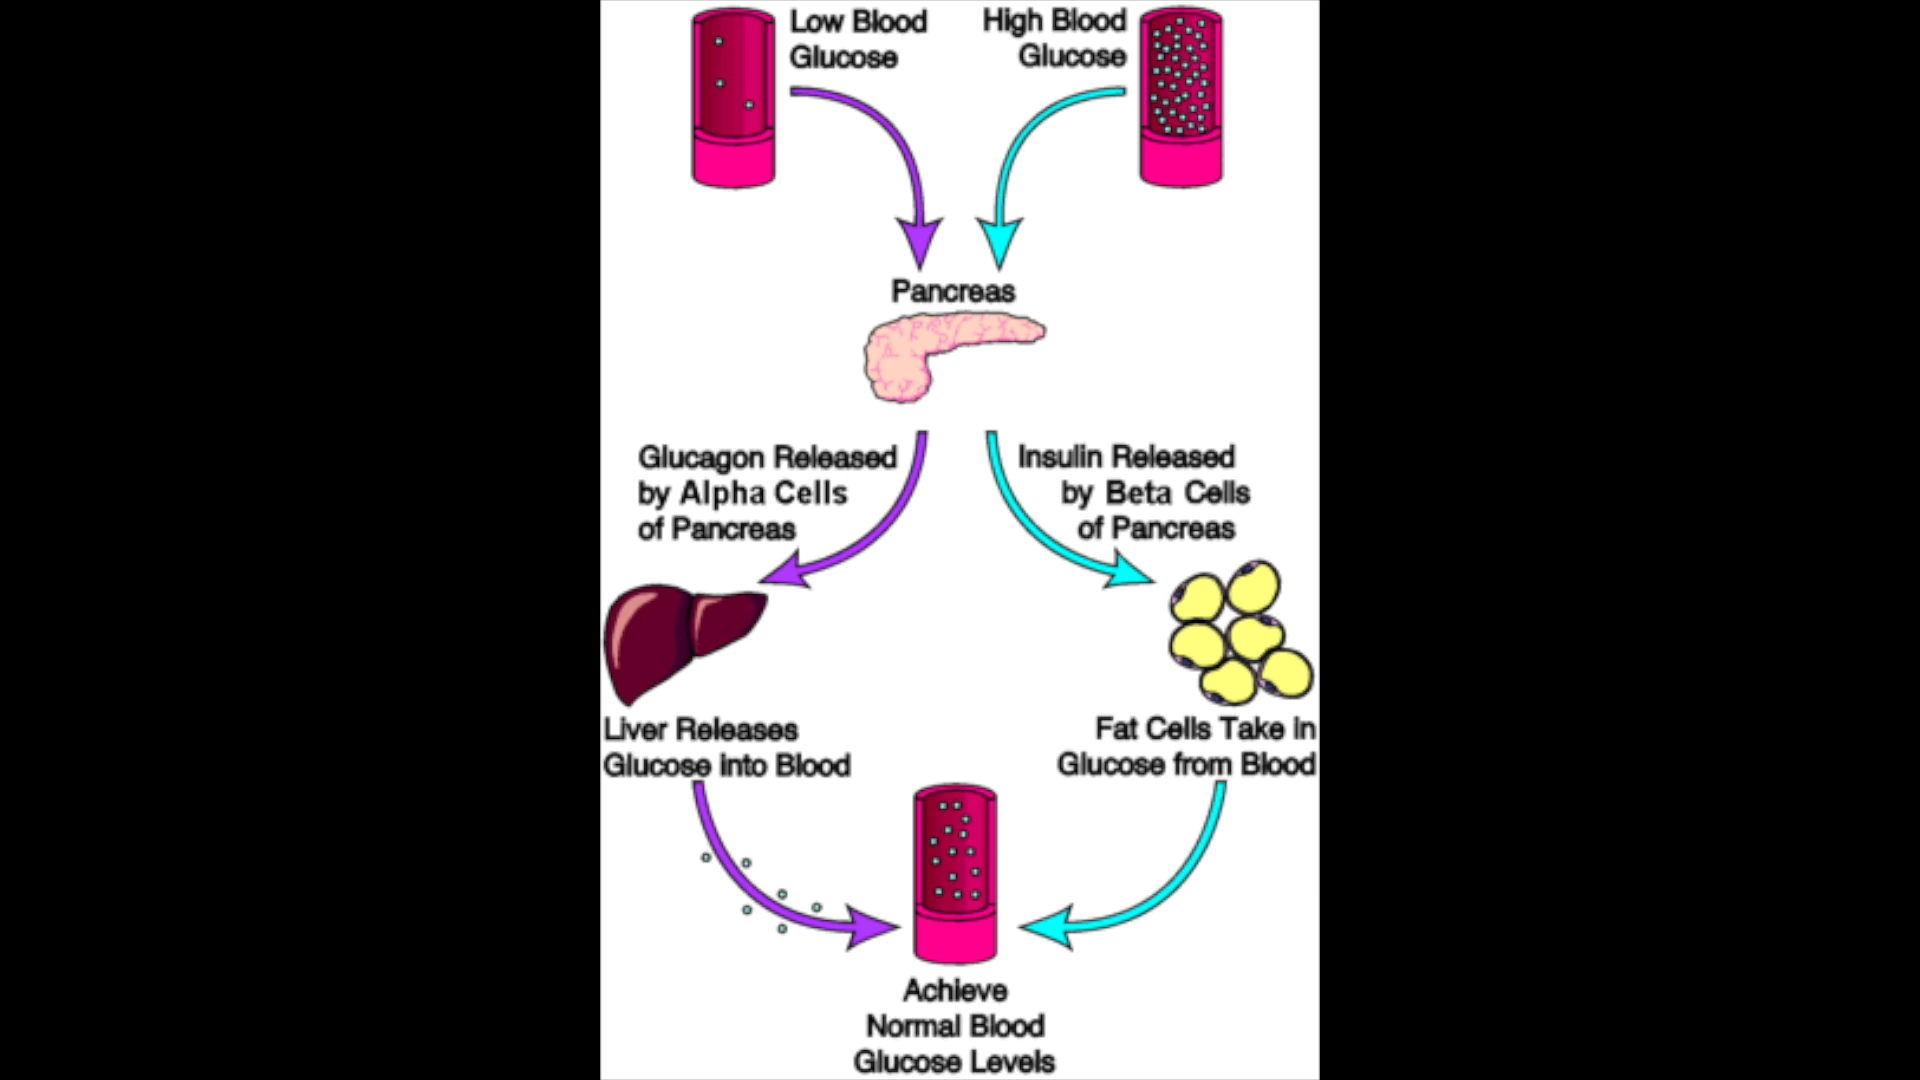 Low Blood
Glucose
High Blood
Glucose
Pancreas
Glucagon Released
by Alpha Cells
of Pancreas
Insulin Released
by Beta Cells
of Pancreas
Liver Releases
Glucose into Blood
Fat Cells Take in
Glucose from Blood
Achieve
Normal Blood
Glucose Levels